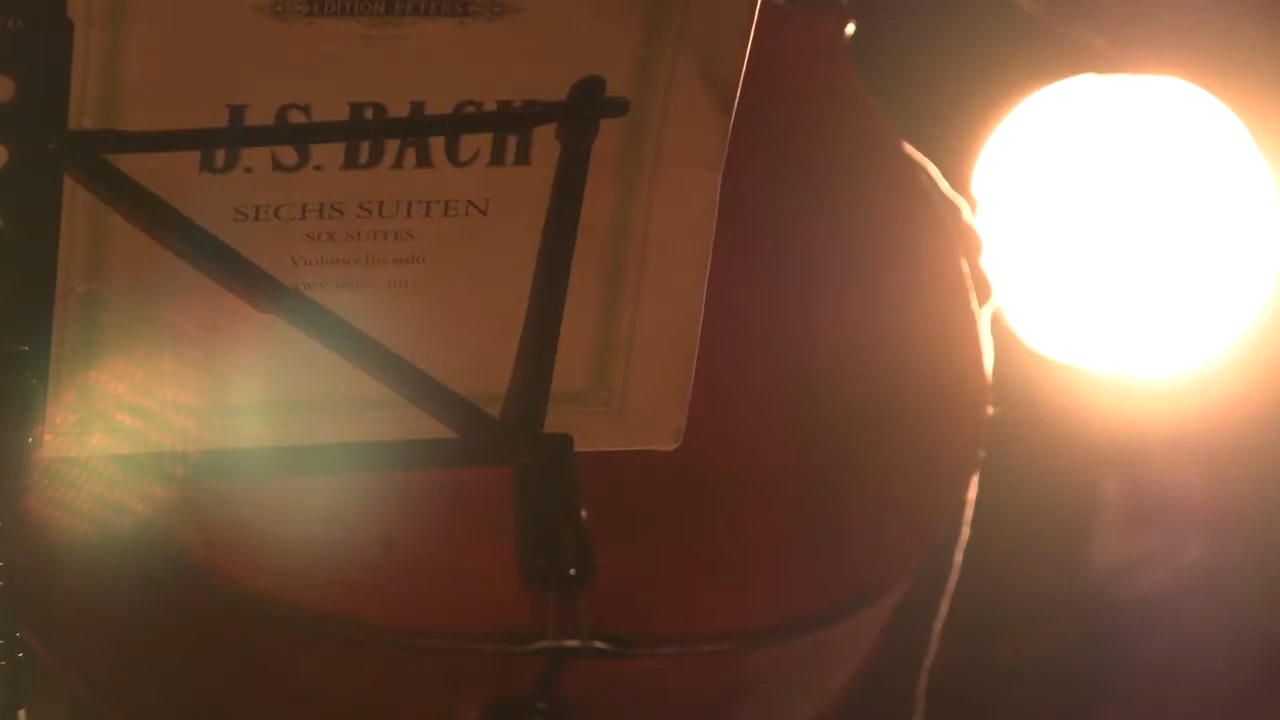 EDITION PETERS
J. S. BACH
SECHS SUITEN
SIX SUITES
Violoncello solo